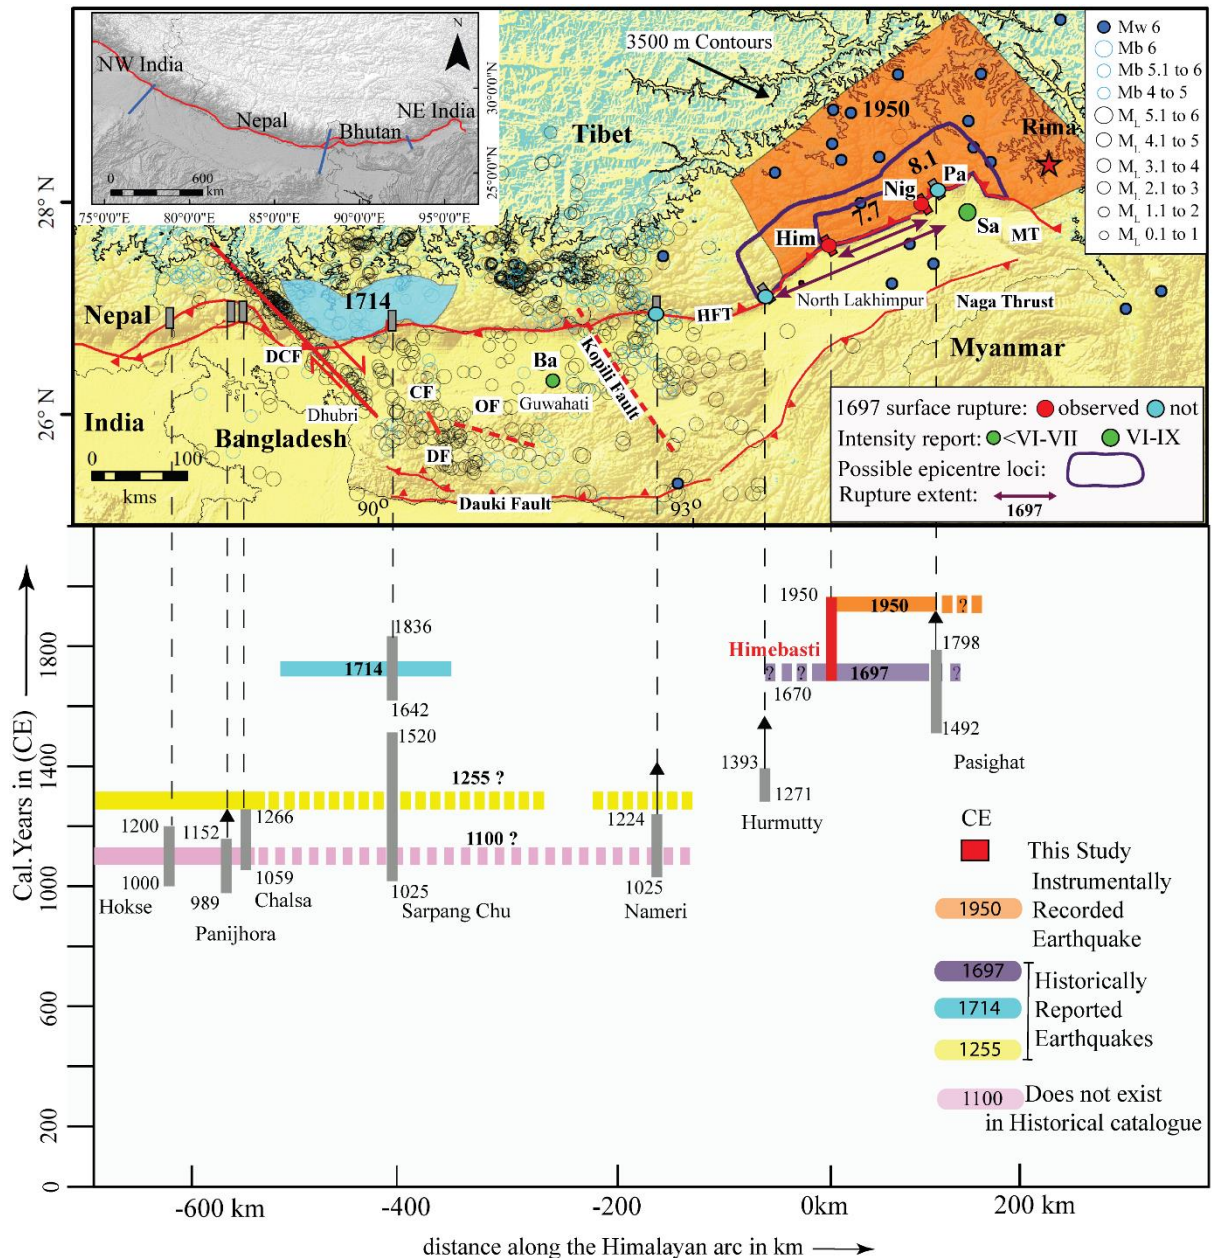 N
NW India
NE India
Nepal
Bhutan
0 600
km
75°0'0"E 80°0'0"E 85°0'0"E 90°0'0"E 95°0'0"E
30°0'0"N
25°0'0"N
3500 m Contours
Tibet
1950
Rima
8.1
Pa
Nig
7.7
Him
Sa
MT
28° N
North Lakhimpur
Naga Thrust
HFT
Myanmar
1714
Nepal
DCF
Ba
Kopili Fault
CF
OF
Guwahati
Dhubri
26° N
India
Bangladesh
DF
0 100
kms
Dauki Fault
90°
93°
Mw 6
Mb 6
Mb 5.1 to 6
Mb 4 to 5
ML 5.1 to 6
ML 4.1 to 5
ML 3.1 to 4
ML 2.1 to 3
ML 1.1 to 2
ML 0.1 to 1
1697 surface rupture: observed not
Intensity report: <VI-VII VI-IX
Possible epicentre loci:
Rupture extent:
1697
Cal.Years in (CE)
1800
1400
1000
600
200
0
1950
1950
?
1836
1798
Himebasti
1714
? ?
1697
?
1670
1642
1520
1492
Pasighat
1393
1255 ?
1271
Hurmutty
1200
1152
1266
1224
1100 ?
1000
989
1059
1025
1025
Hokse
Chalsa
Sarpang Chu
Nameri
Panijhora
CE
This Study
1950
Instrumentally
Recorded
Earthquake
1697
1714
1255
Historically
Reported
Earthquakes
1100
Does not exist
in Historical catalogue
-600 km -400 -200 0km 200 km
distance along the Himalayan arc in km